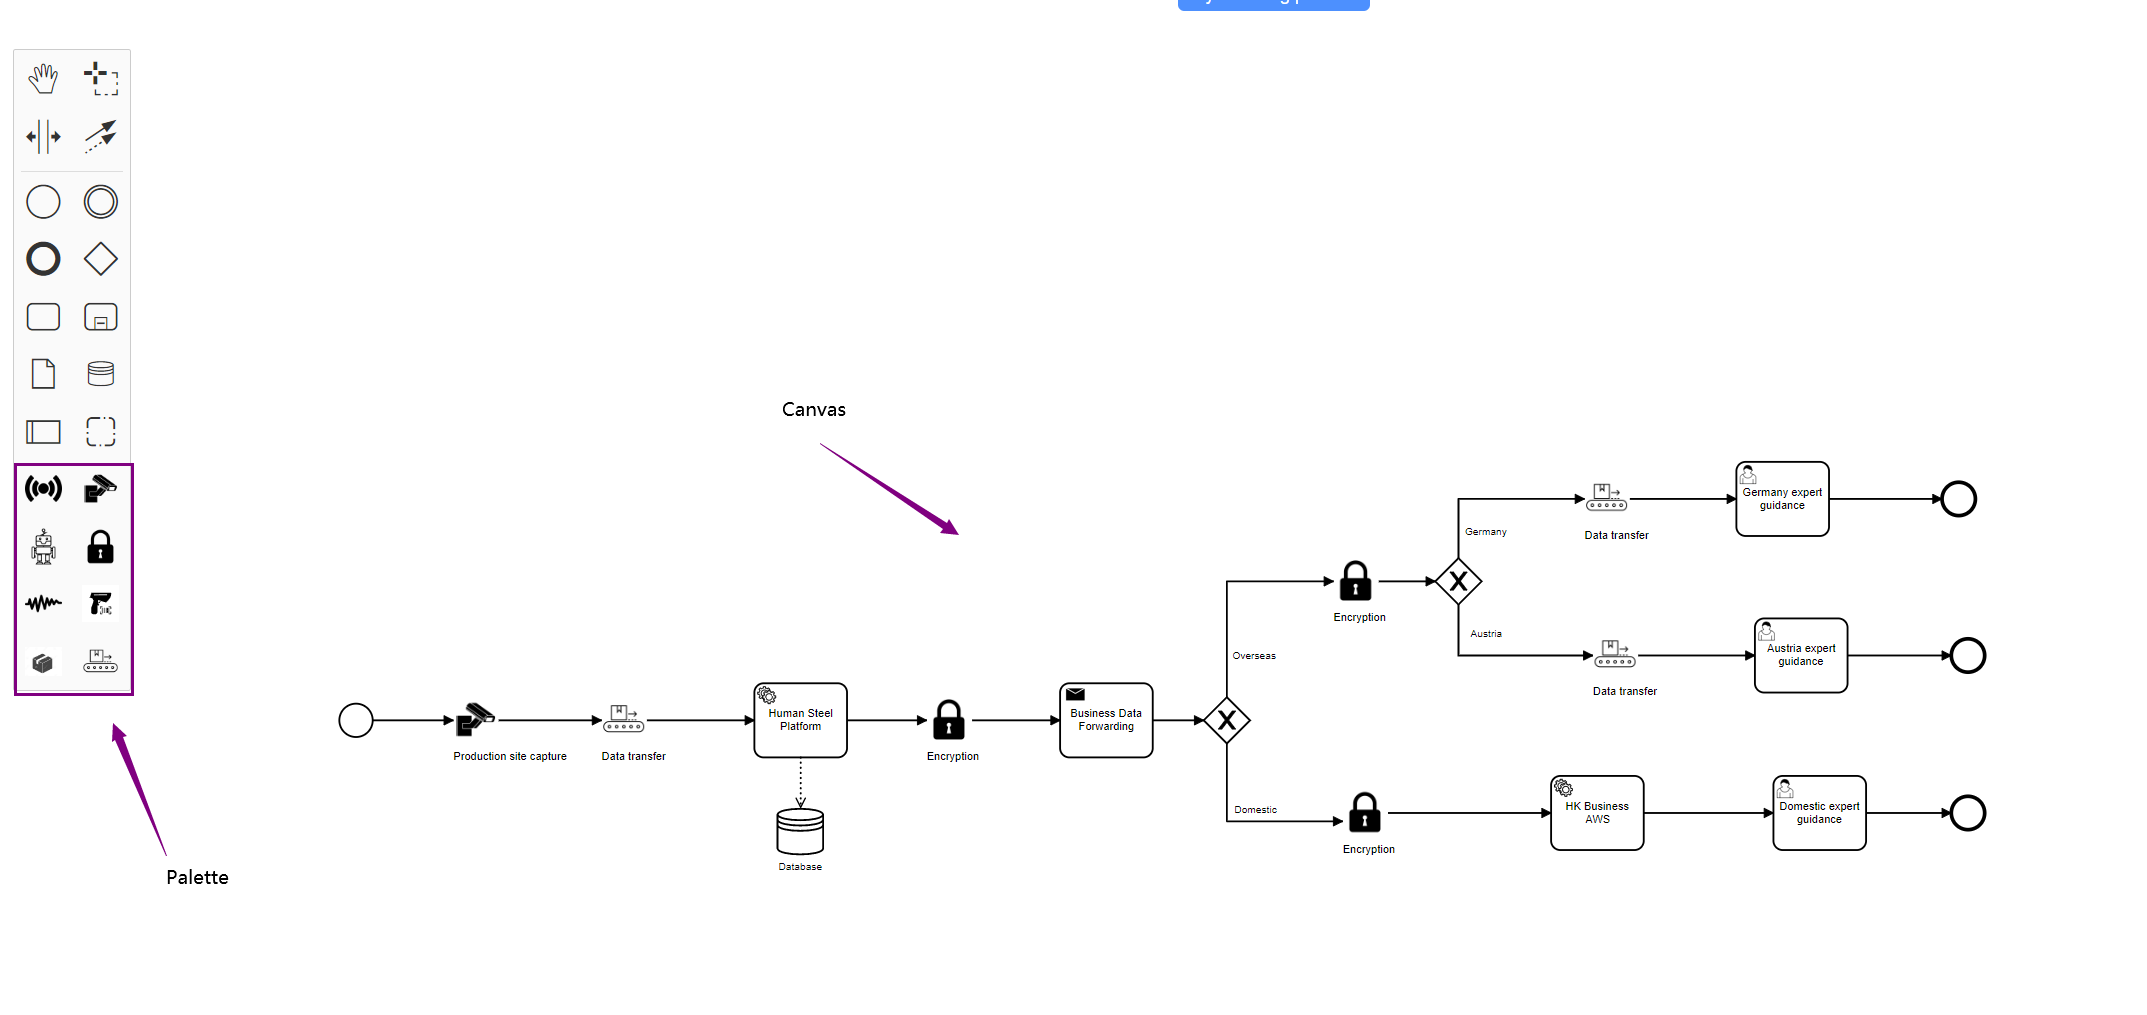 Canvas
Germany expert
guidance
Germany
Data transfer
Encryption
Austria
Austria expert
guidance
Overseas
Data transfer
Human Steel
Platform
Business Data
Forwarding
Production site capture
Data transfer
Encryption
Domestic
HK Business
AWS
Domestic expert
guidance
Encryption
Database
Palette